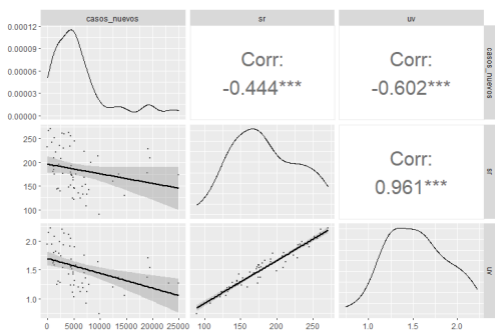 casos_nuevos sr uv
0.00012
0.00009
0.00006
0.00003
0.00000
Corr:
-0.444***
Corr:
-0.602***
casos_nuevos
250
200
150
100
Corr:
0.961***
sr
2.0
1.5
1.0
uv
0 5000 10000 15000 20000 25000 100 150 200 250 1.0 1.5 2.0